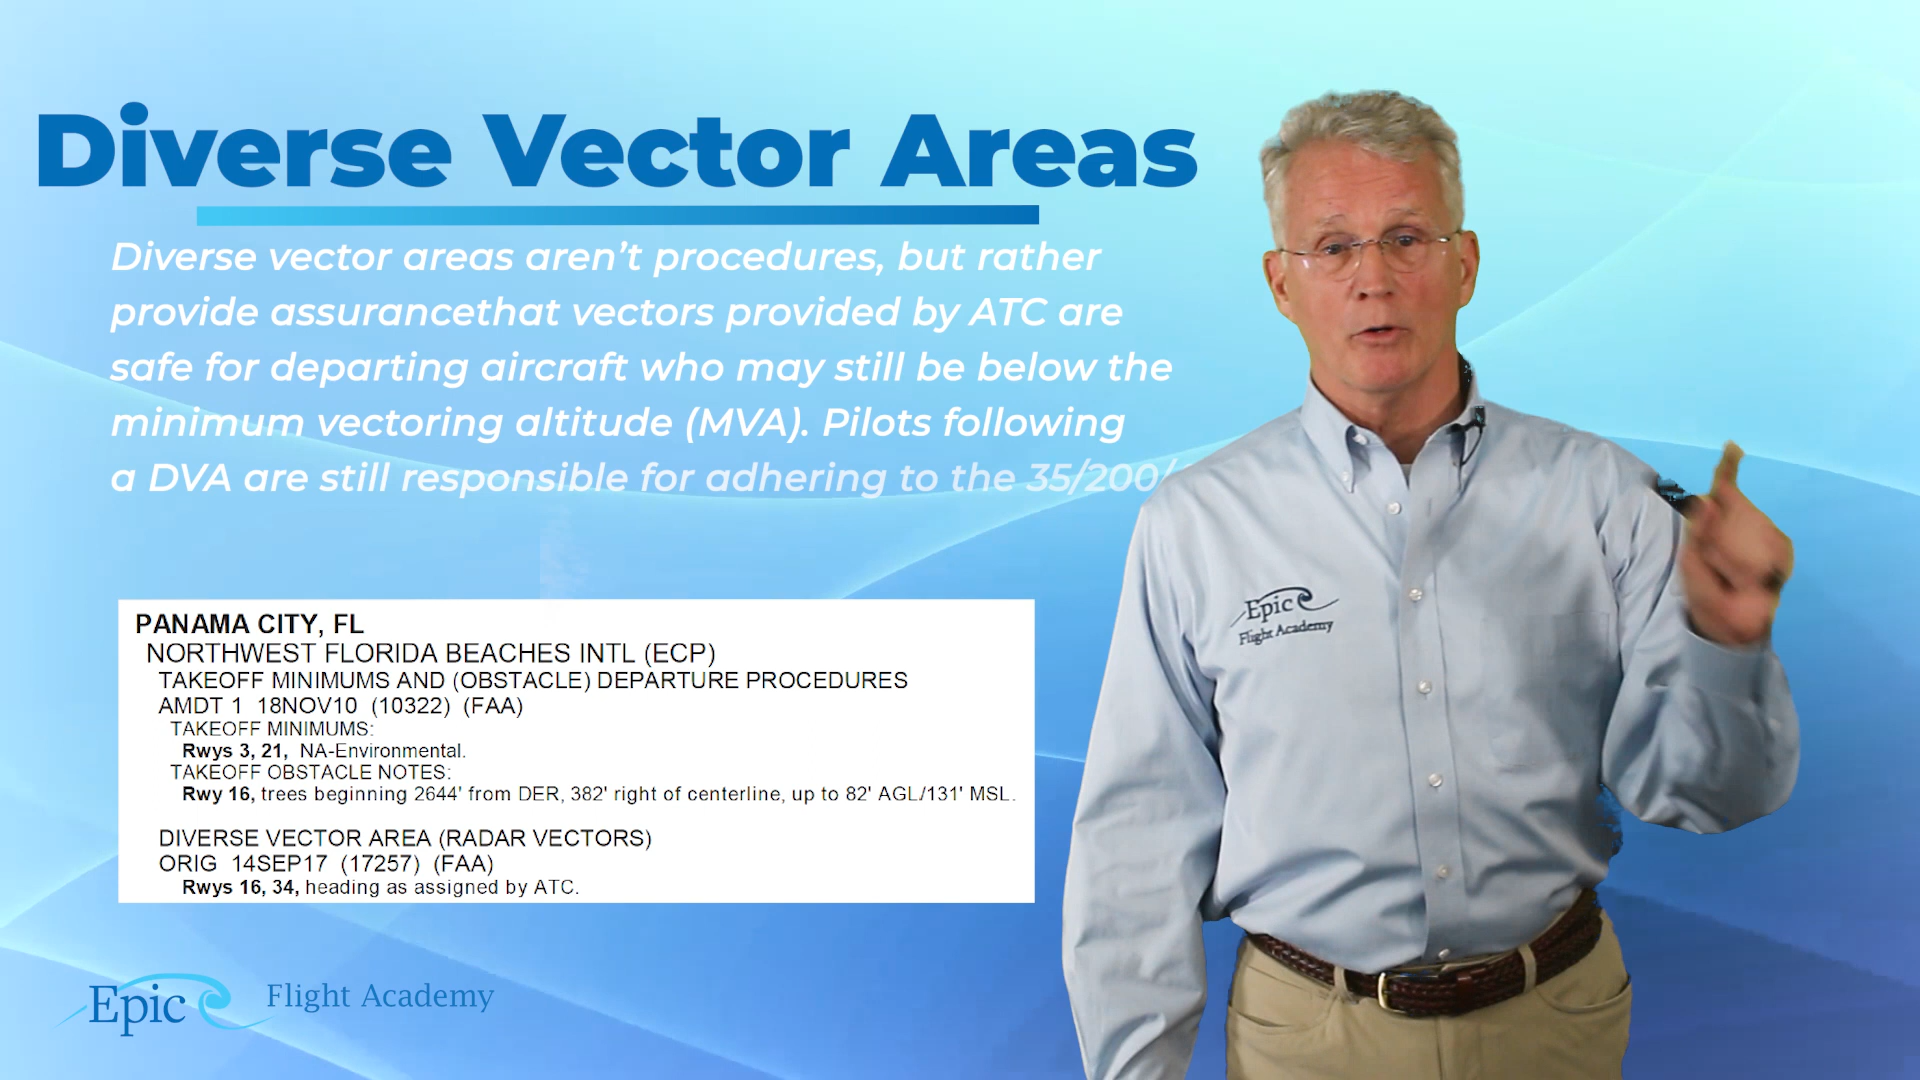 Diverse Vector Areas
Diverse vector areas aren't procedures, but rather
provide assurancethat vectors provided by ATC are
safe for departing aircraft who may still be below the
minimum vectoring altitude (MVA). Pilots following
a DVA are still responsible for adhering to the 35/200/
PANAMA CITY, FL
NORTHWEST FLORIDA BEACHES INTL (ECP)
TAKEOFF MINIMUMS AND (OBSTACLE) DEPARTURE PROCEDURES
AMDT 1 18NOV10 (10322) (FAA)
TAKEOFF MINIMUMS:
Rwys 3, 21, NA-Environmental.
TAKEOFF OBSTACLE NOTES:
Rwy 16, trees beginning 2644' from DER, 382' right of centerline, up to 82' AGL/131' MSL.
DIVERSE VECTOR AREA (RADAR VECTORS)
ORIG 14SEP17 (17257) (FAA)
Rwys 16, 34, heading as assigned by ATC.
Epic Flight Academy
Epic
Flight Academy